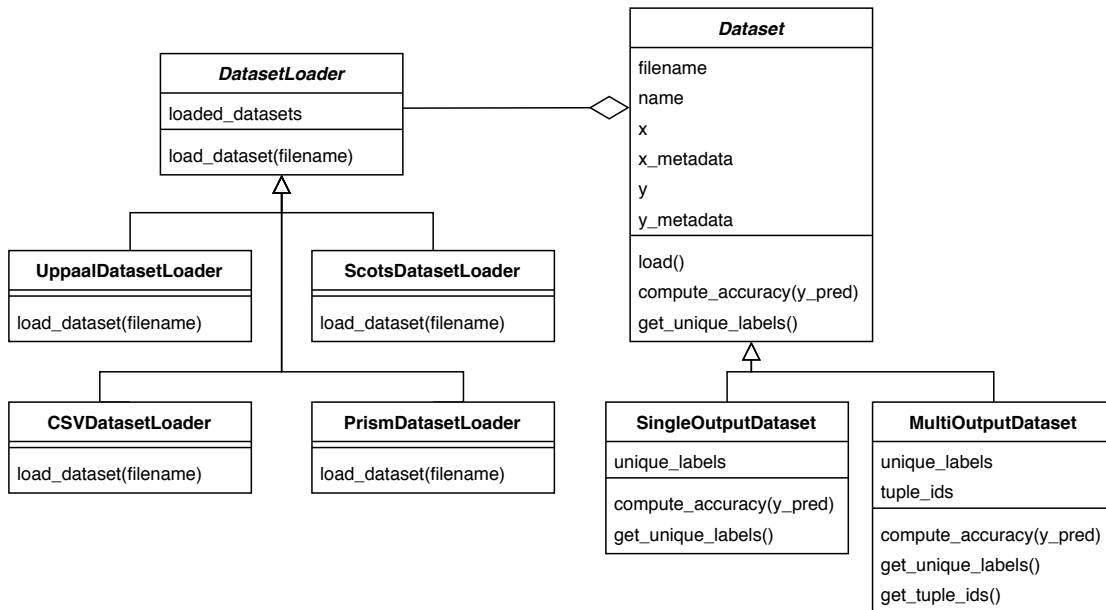 DatasetLoader
loaded_datasets
load_dataset(filename)
Dataset
filename
name
x
x_metadata
y
y_metadata
load()
compute_accuracy(y_pred)
get_unique_labels()
UppaalDatasetLoader
load_dataset(filename)
ScotsDatasetLoader
load_dataset(filename)
CSVDatasetLoader
load_dataset(filename)
PrismDatasetLoader
load_dataset(filename)
SingleOutputDataset
unique_labels
compute_accuracy(y_pred)
get_unique_labels()
MultiOutputDataset
unique_labels
tuple_ids
compute_accuracy(y_pred)
get_unique_labels()
get_tuple_ids()